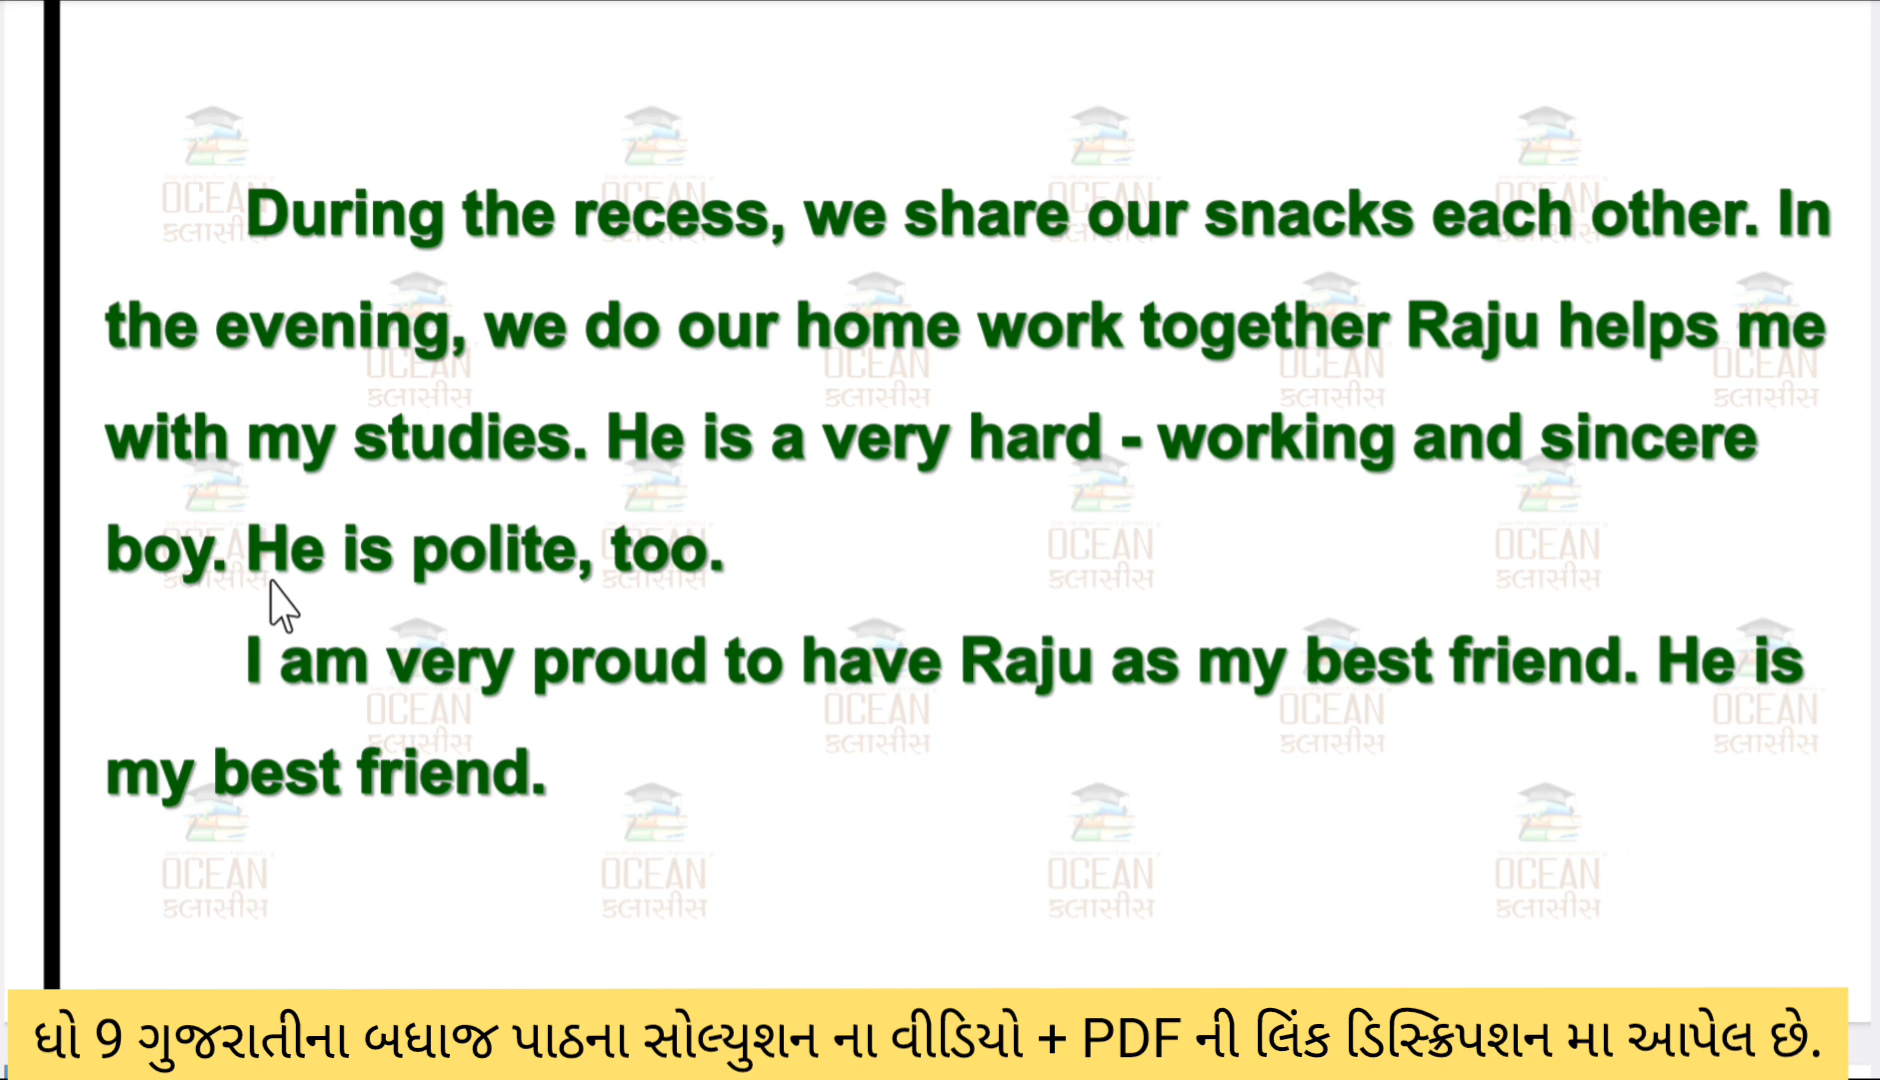 During the recess, we share our snacks each other. In
the evening, we do our home work together Raju helps me
with my studies. He is a very hard - working and sincere
boy. He is polite, too.
I am very proud to have Raju as my best friend. He is
my best friend.
OCEAN
ક્લાસીસ
ધો 9 ગુજરાતીના બધાજ પાઠના સોલ્યુશન ના વીડિયો + PDF ની લિંક ડિસ્ક્રિપશન મા આપેલ છે.